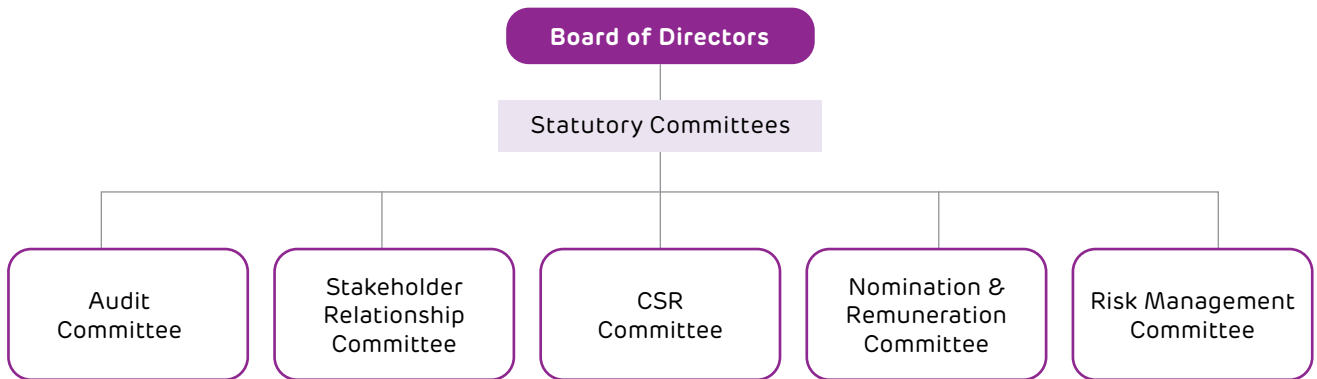 Board of Directors
Statutory Committees
Audit
Committee
Stakeholder
Relationship
Committee
CSR
Committee
Nomination &
Remuneration
Committee
Risk Management
Committee